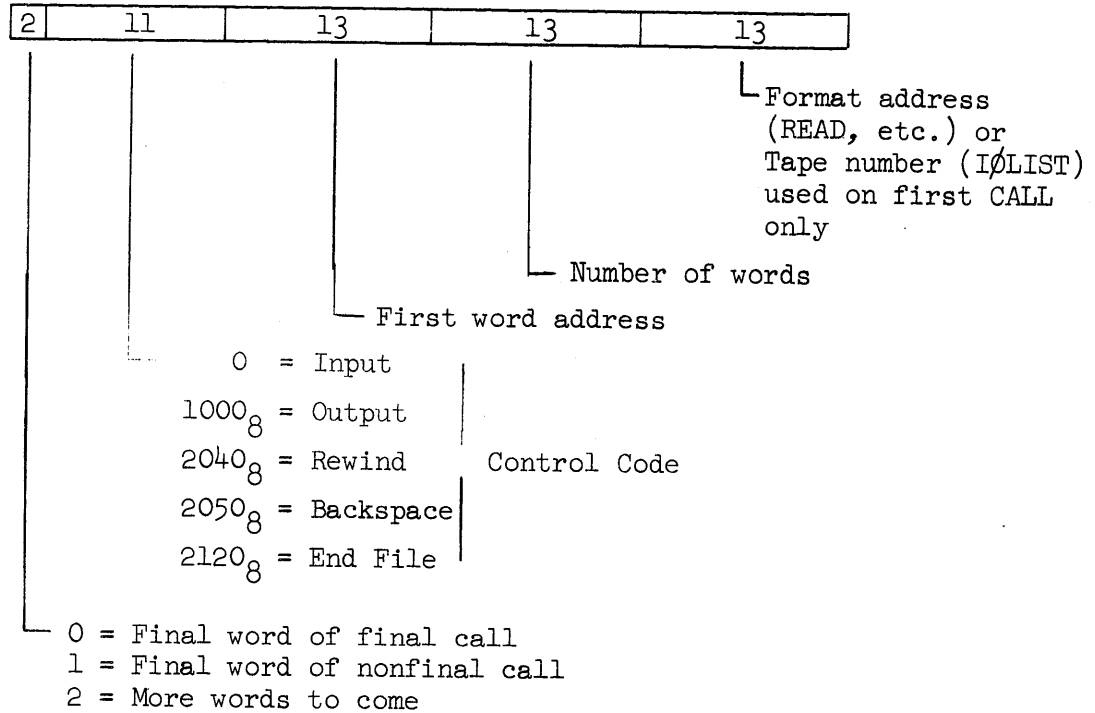 2 11 13 13 13
Format address
(READ, etc.) or
Tape number (IØLIST)
used on first CALL
only
Number of words
First word address
0 = Input
1000₈ = Output
2040₈ = Rewind Control Code
2050₈ = Backspace
2120₈ = End File
0 = Final word of final call
1 = Final word of nonfinal call
2 = More words to come